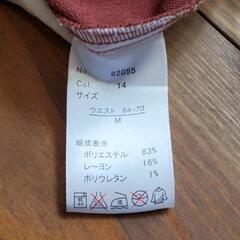 No. 62055
Col. 14
サイズ
ウエスト 64-70
M
組成表示
ポリエステル 83%
レーヨン 16%
ポリウレタン 1%